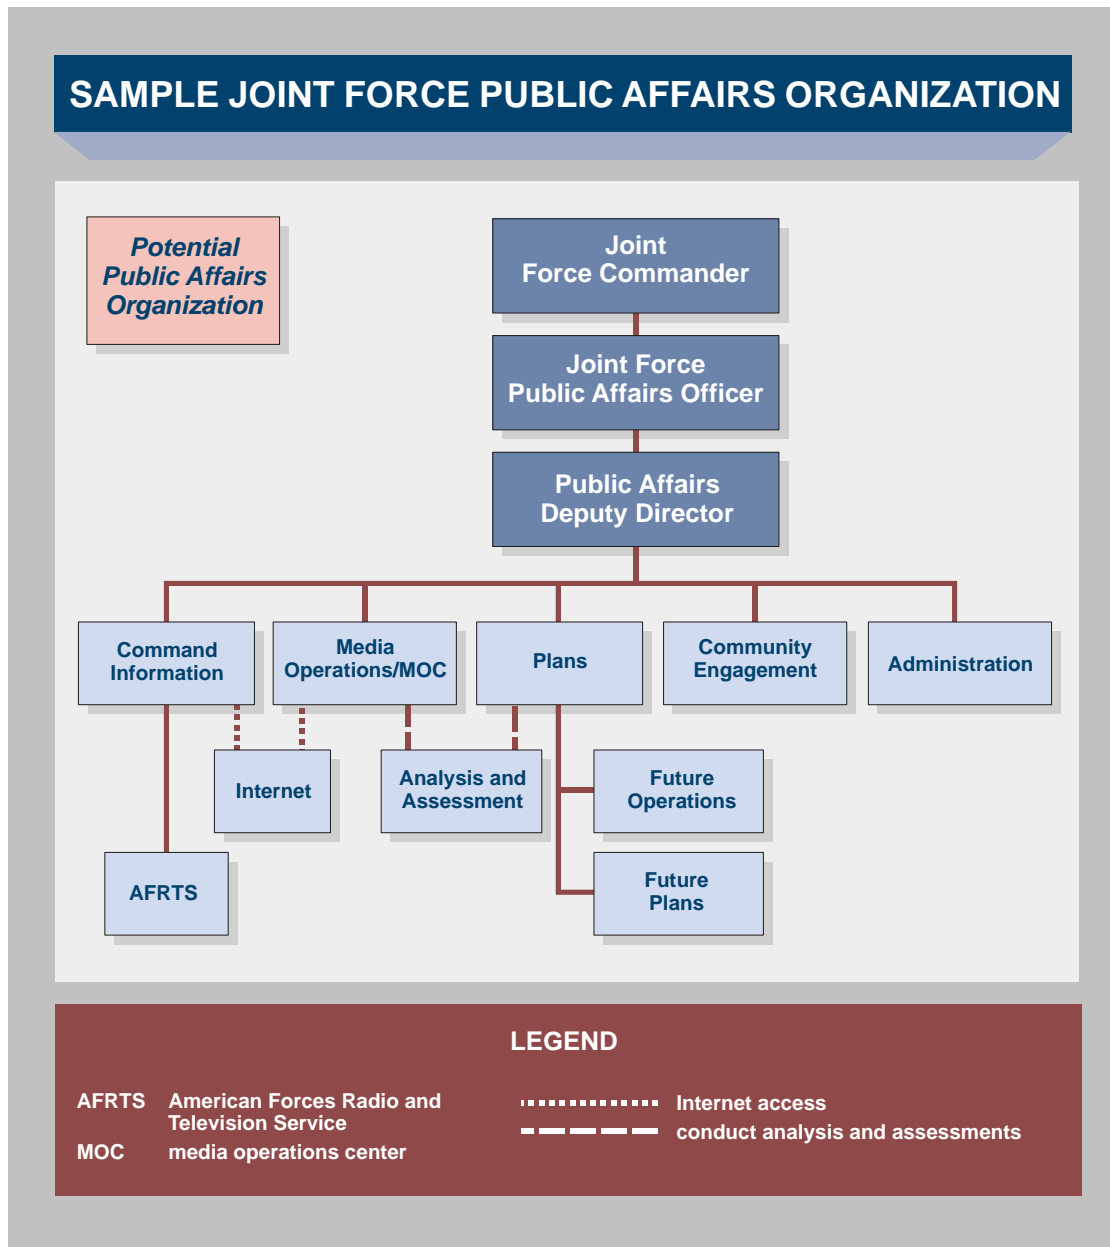 SAMPLE JOINT FORCE PUBLIC AFFAIRS ORGANIZATION
Potential
Public Affairs
Organization
Joint
Force Commander
Joint Force
Public Affairs Officer
Public Affairs
Deputy Director
Command
Information
Media
Operations/MOC
Plans
Community
Engagement
Administration
Internet
Analysis and
Assessment
Future
Operations
AFRTS
Future
Plans
LEGEND
AFRTS American Forces Radio and
Television Service
MOC media operations center
Internet access
conduct analysis and assessments